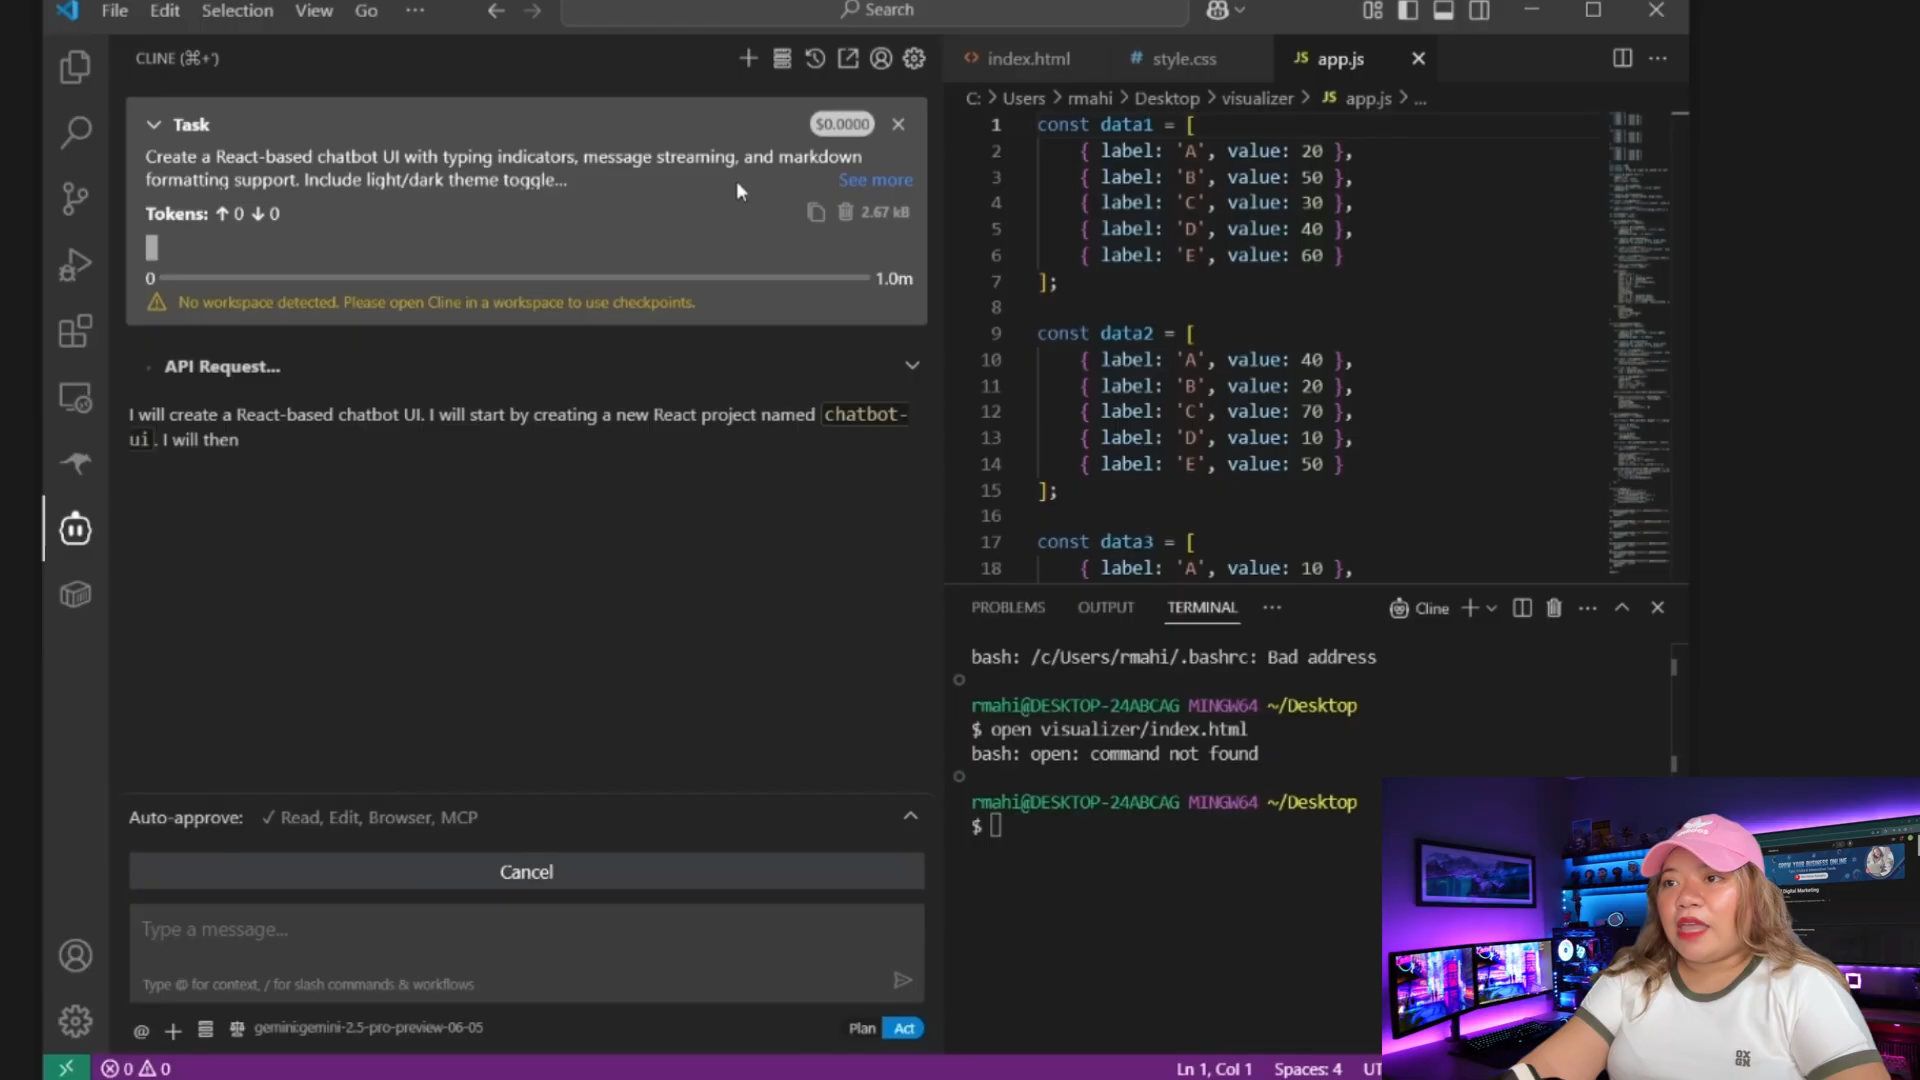 File Edit Selection View Go ··· Search
CLINE (⌘+')
Task
$0.0000
Create a React-based chatbot UI with typing indicators, message streaming, and markdown
formatting support. Include light/dark theme toggle...
See more
Tokens: ↑ 0 ↓ 0
2.67 kB
0
1.0m
No workspace detected. Please open Cline in a workspace to use checkpoints.
API Request...
I will create a React-based chatbot UI. I will start by creating a new React project named chatbot-
ui. I will then
Auto-approve: ✓ Read, Edit, Browser, MCP
Cancel
Type a message...
Type @ for context, / for slash commands & workflows
@ + gemini:gemini-2.5-pro-preview-06-05
Plan Act
index.html
# style.css
JS app.js
C: > Users > rmahi > Desktop > visualizer > JS app.js > ...
1 const data1 = [
2 { label: 'A', value: 20 },
3 { label: 'B', value: 50 },
4 { label: 'C', value: 30 },
5 { label: 'D', value: 40 },
6 { label: 'E', value: 60 }
7 ];
8
9 const data2 = [
10 { label: 'A', value: 40 },
11 { label: 'B', value: 20 },
12 { label: 'C', value: 70 },
13 { label: 'D', value: 10 },
14 { label: 'E', value: 50 }
15 ];
16
17 const data3 = [
18 { label: 'A', value: 10 },
PROBLEMS OUTPUT TERMINAL ··· Cline
bash: /c/Users/rmahi/.bashrc: Bad address
rmahi@DESKTOP-24ABCAG MINGW64 ~/Desktop
$ open visualizer/index.html
bash: open: command not found
rmahi@DESKTOP-24ABCAG MINGW64 ~/Desktop
$
GROW YOUR BUSINESS ONLINE
Digital Marketing
0 0
Ln 1, Col 1
Spaces: 4
UT